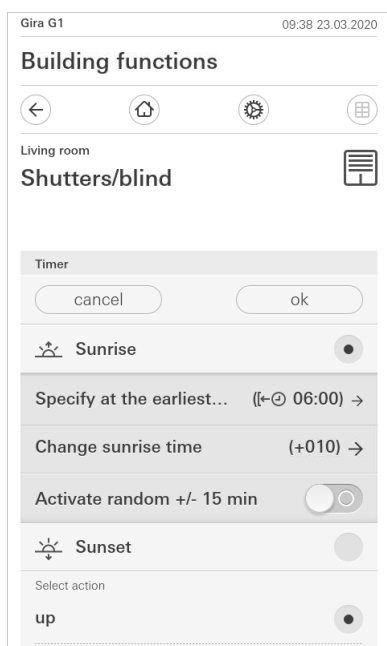 Gira G1 09:38 23.03.2020
Building functions
Living room
Shutters/blind
Timer
cancel ok
Sunrise
Specify at the earliest... ([← 06:00) →
Change sunrise time (+010) →
Activate random +/- 15 min
Sunset
Select action
up